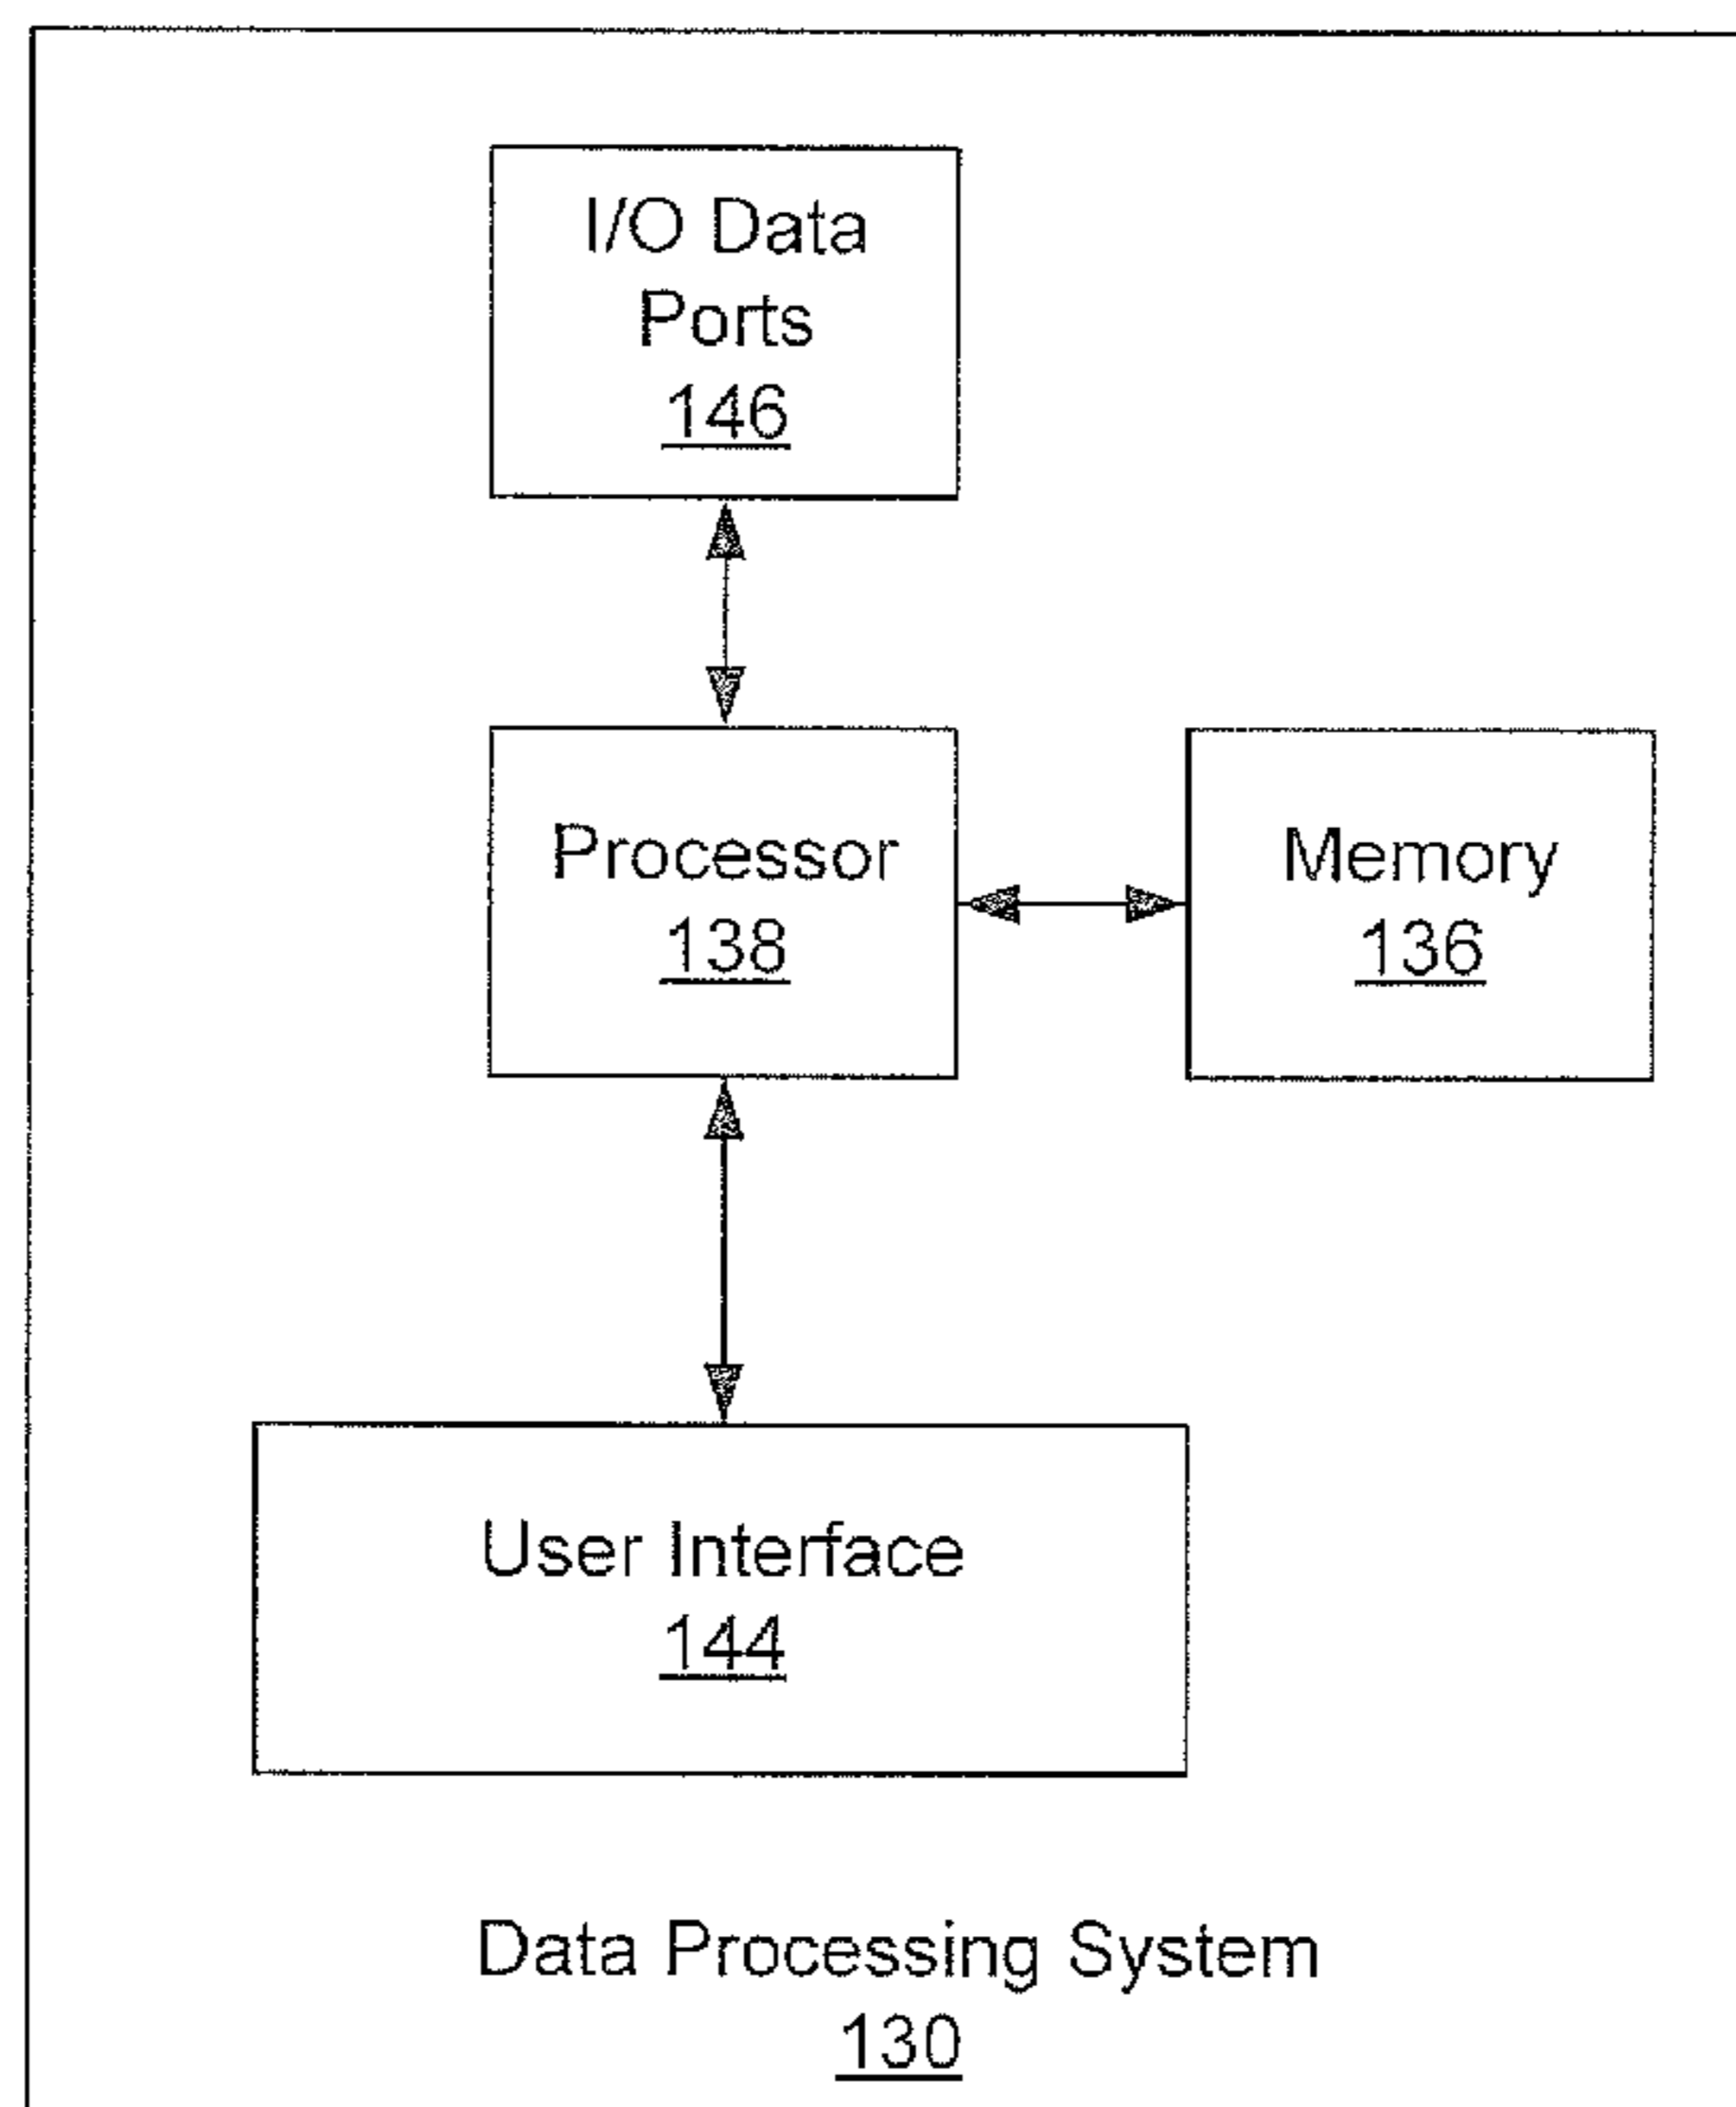 I/O Data
Ports
146
Processor
138
Memory
136
User Interface
144
Data Processing System
130